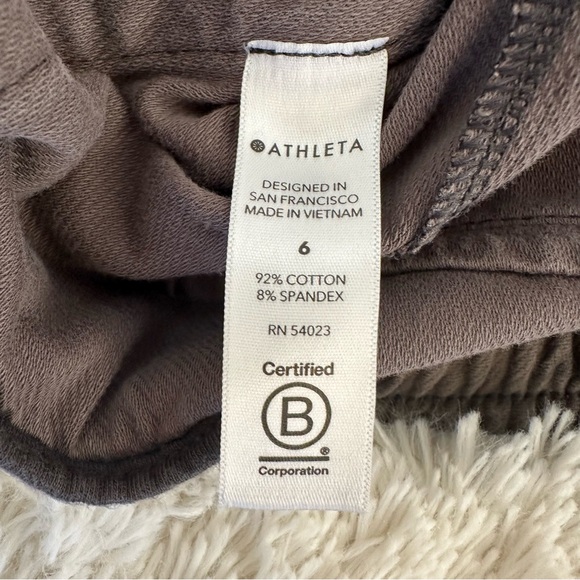 ATHLETA
DESIGNED IN
SAN FRANCISCO
MADE IN VIETNAM
6
92% COTTON
8% SPANDEX
RN 54023
Certified
B
®
Corporation